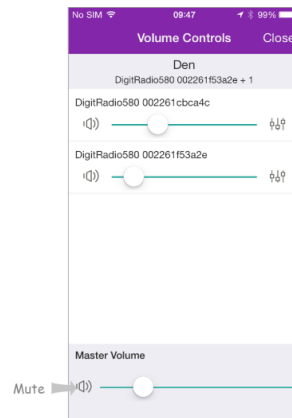 No SIM 09:47 99%
Volume Controls Close
Den
DigitRadio580 002261f53a2e + 1
DigitRadio580 002261cbca4c
DigitRadio580 002261f53a2e
Master Volume
Mute